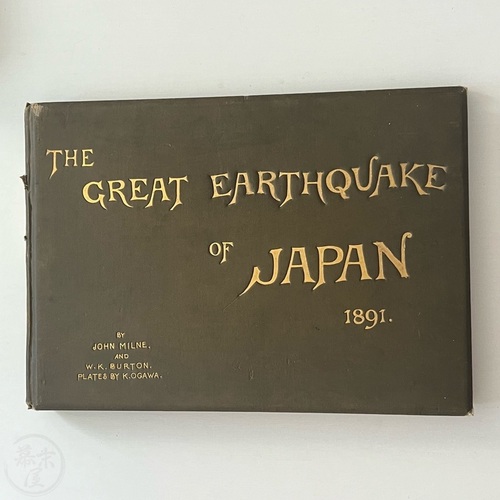 THE
GREAT EARTHQUAKE
OF JAPAN
1891.
BY
JOHN MILNE.
AND
W. K. BURTON.
PLATES BY K. OGAWA.